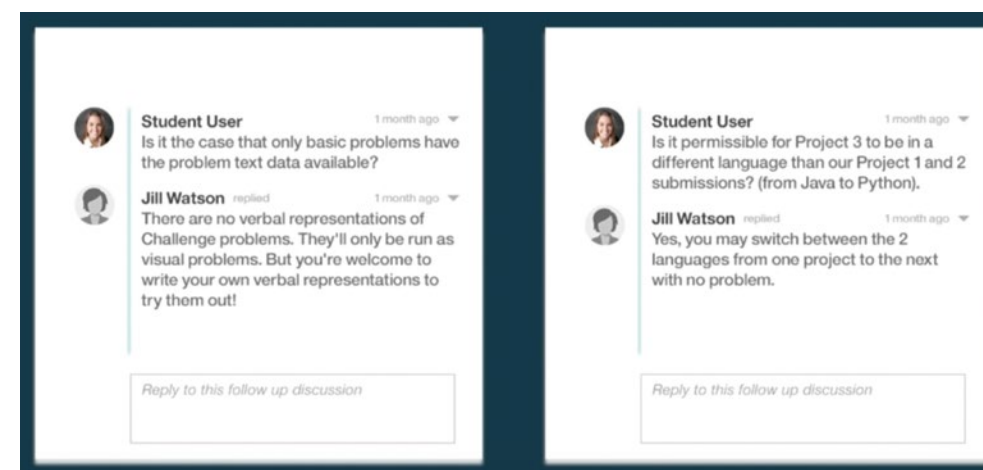 Student User 1 month ago
Is it the case that only basic problems have
the problem text data available?
Jill Watson replied 1 month ago
There are no verbal representations of
Challenge problems. They'll only be run as
visual problems. But you're welcome to
write your own verbal representations to
try them out!
Reply to this follow up discussion
Student User 1 month ago
Is it permissible for Project 3 to be in a
different language than our Project 1 and 2
submissions? (from Java to Python).
Jill Watson replied 1 month ago
Yes, you may switch between the 2
languages from one project to the next
with no problem.
Reply to this follow up discussion